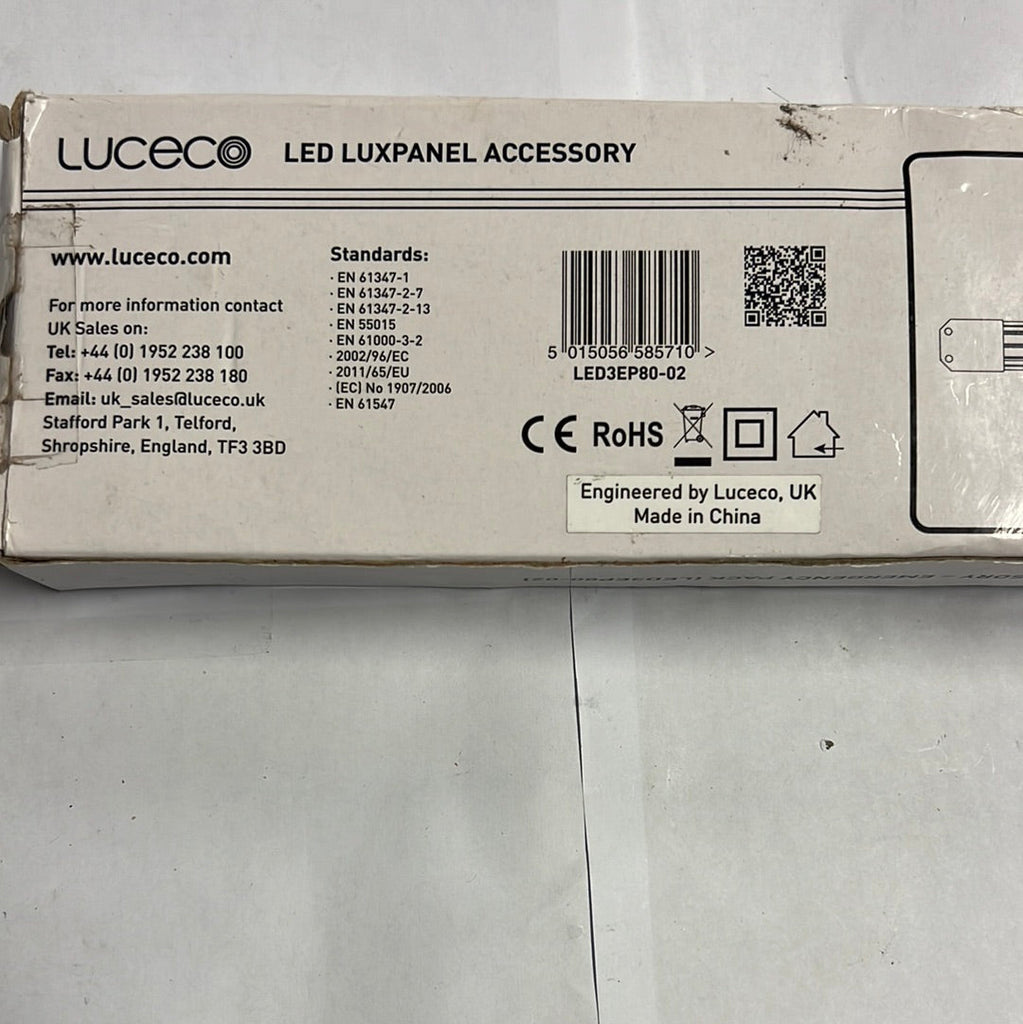 LUCECO LED LUXPANEL ACCESSORY
www.luceco.com
For more information contact
UK Sales on:
Tel: +44 (0) 1952 238 100
Fax: +44 (0) 1952 238 180
Email: uk_sales@luceco.uk
Stafford Park 1, Telford,
Shropshire, England, TF3 3BD
Standards:
· EN 61347-1
· EN 61347-2-7
· EN 61347-2-13
· EN 55015
· EN 61000-3-2
· 2002/96/EC
· 2011/65/EU
· (EC) No 1907/2006
· EN 61547
5 015056 585710 >
LED3EP80-02
CE RoHS
Engineered by Luceco, UK
Made in China
EMERGENCY PACK (LED3EP80-02)